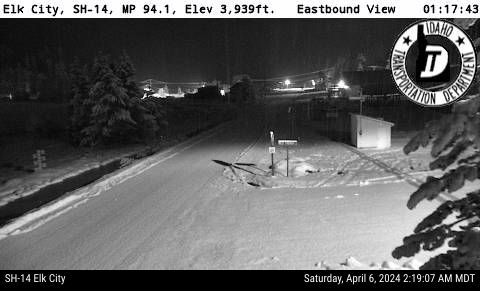 Elk City, SH-14, MP 94.1, Elev 3,939ft. Eastbound View 01:17:43
IDAHO
TRANSPORTATION DEPARTMENT
SH-14 Elk City Saturday, April 6, 2024 2:19:07 AM MDT